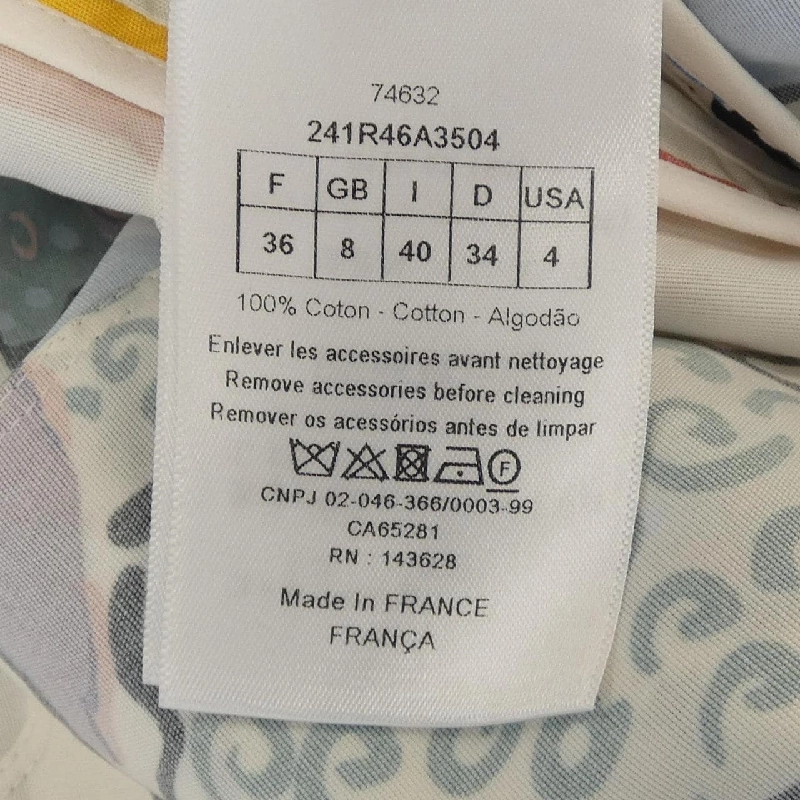 74632
241R46A3504
F GB I D USA
36 8 40 34 4
100% Coton - Cotton - Algodão
Enlever les accessoires avant nettoyage
Remove accessories before cleaning
Remover os acessórios antes de limpar
F
CNPJ 02-046-366/0003-99
CA65281
RN : 143628
Made In FRANCE
FRANÇA